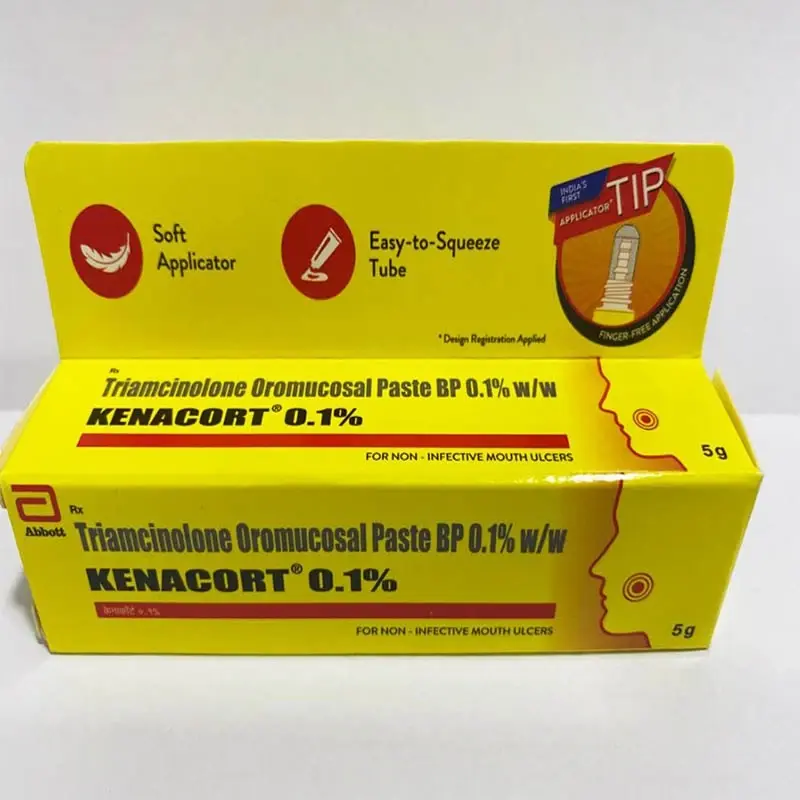 Soft
Applicator
Easy-to-Squeeze
Tube
INDIA'S
FIRST
APPLICATOR* TIP
FINGER-FREE APPLICATION
* Design Registration Applied
Rx
Triamcinolone Oromucosal Paste BP 0.1% w/w
KENACORT® 0.1%
FOR NON - INFECTIVE MOUTH ULCERS
5g
Abbott
Rx
Triamcinolone Oromucosal Paste BP 0.1% w/w
KENACORT® 0.1%
केनाकॉर्ट ०.१%
FOR NON - INFECTIVE MOUTH ULCERS
5g